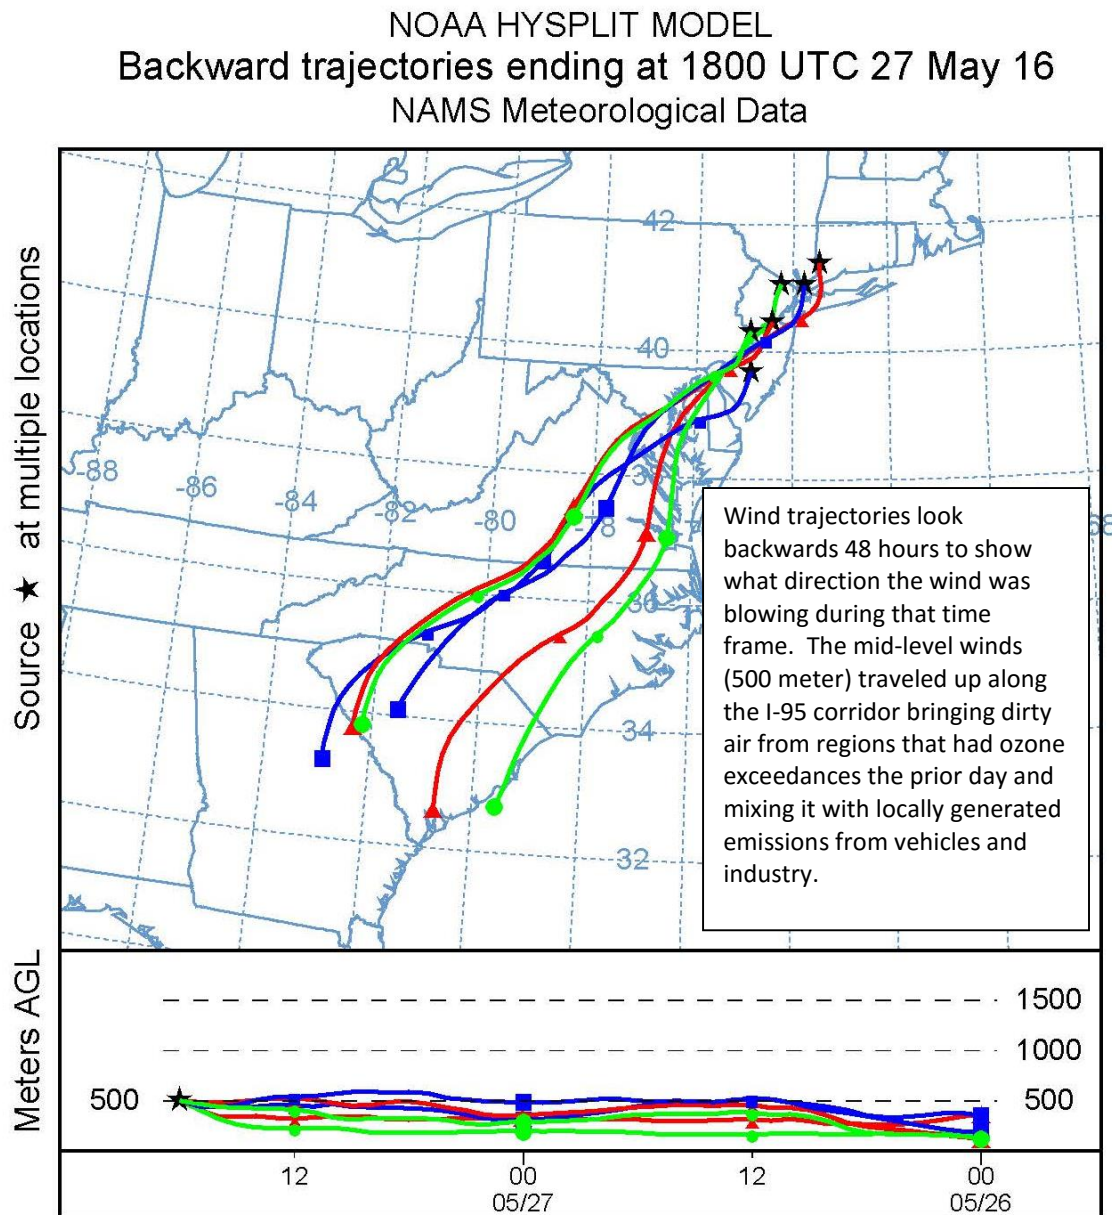 NOAA HYSPLIT MODEL
Backward trajectories ending at 1800 UTC 27 May 16
NAMS Meteorological Data
Source ★ at multiple locations
42
40
-88
-86
-84
-82
-80
-78
36
34
32
Wind trajectories look
backwards 48 hours to show
what direction the wind was
blowing during that time
frame. The mid-level winds
(500 meter) traveled up along
the I-95 corridor bringing dirty
air from regions that had ozone
exceedances the prior day and
mixing it with locally generated
emissions from vehicles and
industry.
Meters AGL
1500
1000
500
500
12
00
12
00
05/27
05/26